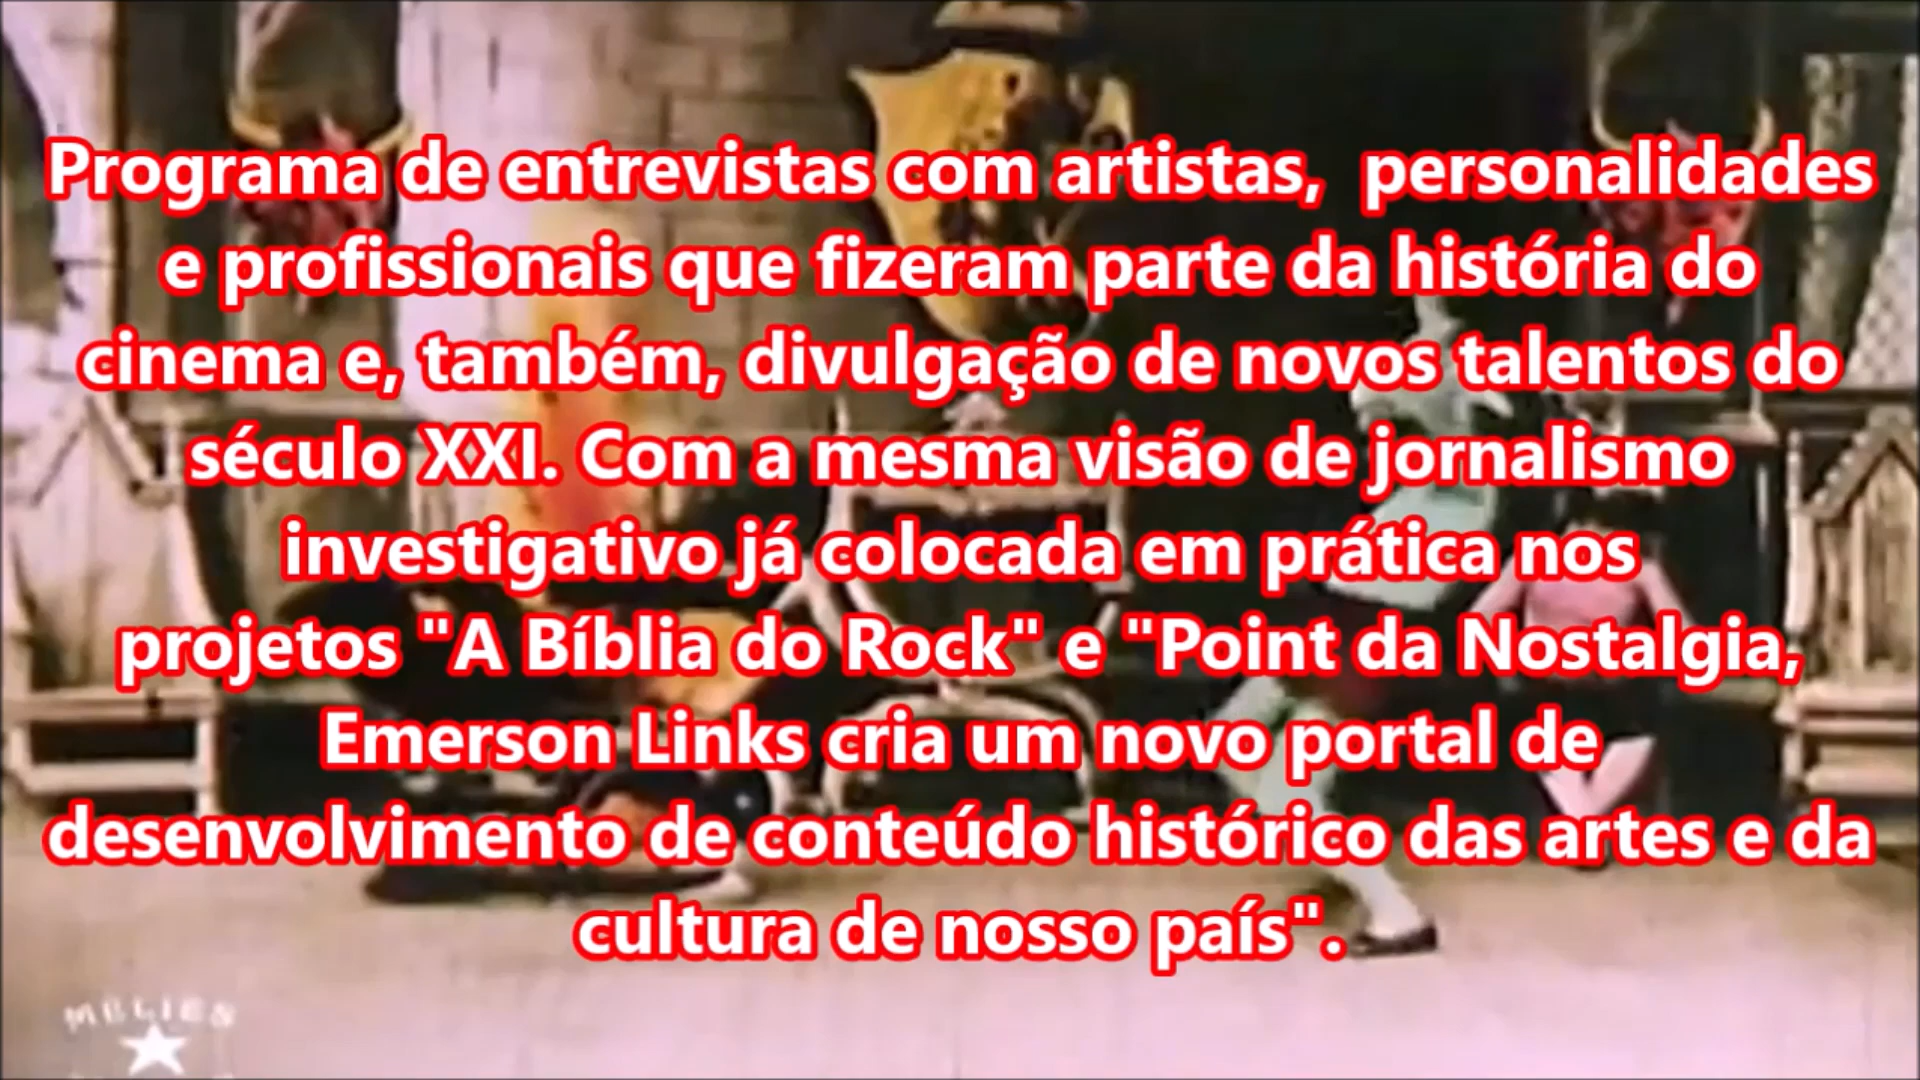 Programa de entrevistas com artistas,  personalidades
e profissionais que fizeram parte da história do
cinema e, também, divulgação de novos talentos do
século XXI. Com a mesma visão de jornalismo
investigativo já colocada em prática nos
projetos "A Bíblia do Rock" e "Point da Nostalgia,
Emerson Links cria um novo portal de
desenvolvimento de conteúdo histórico das artes e da
cultura de nosso país".
MELIES